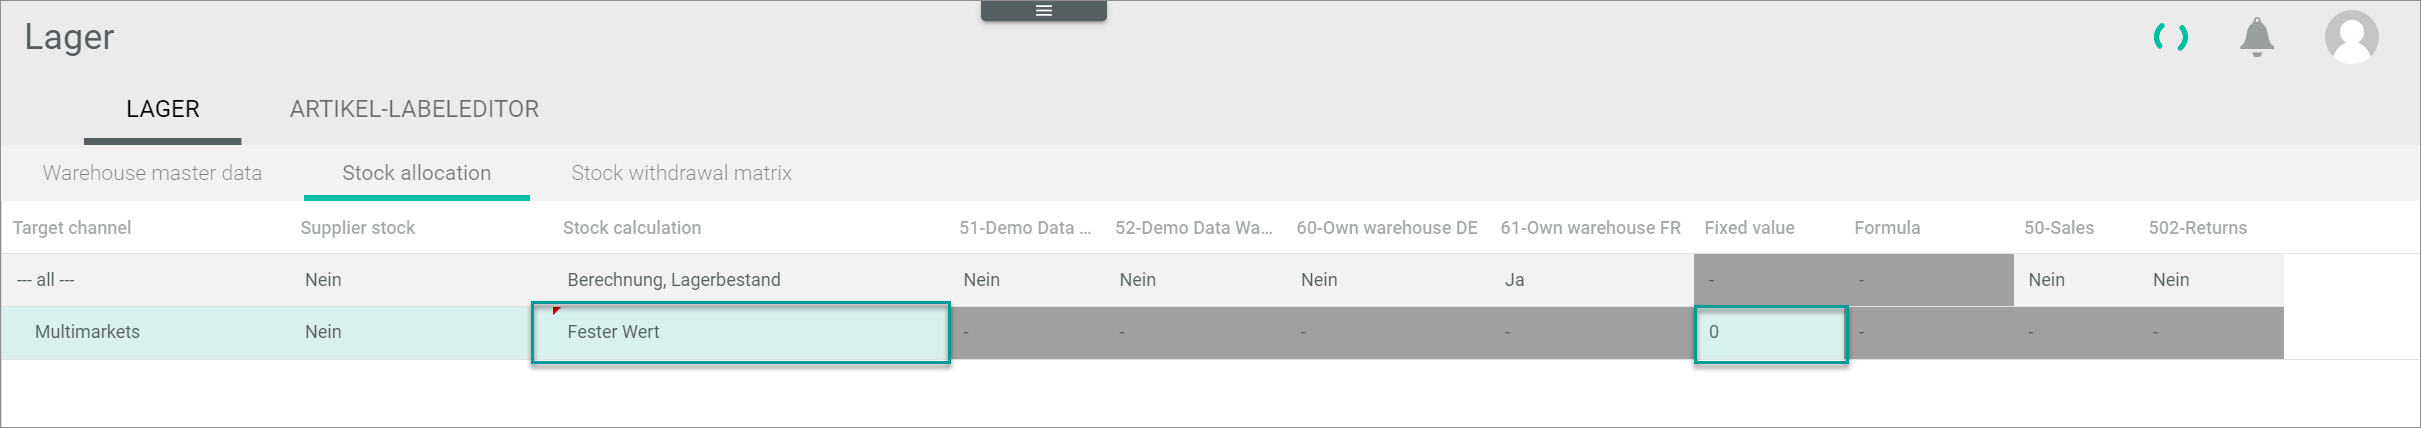 Lager
LAGER ARTIKEL-LABELEDITOR
Warehouse master data Stock allocation Stock withdrawal matrix
Target channel Supplier stock Stock calculation 51-Demo Data ... 52-Demo Data Wa... 60-Own warehouse DE 61-Own warehouse FR Fixed value Formula 50-Sales 502-Returns
--- all --- Nein Berechnung, Lagerbestand Nein Nein Nein Ja - - Nein Nein
Multimarkets Nein Fester Wert - - - - 0 - - -